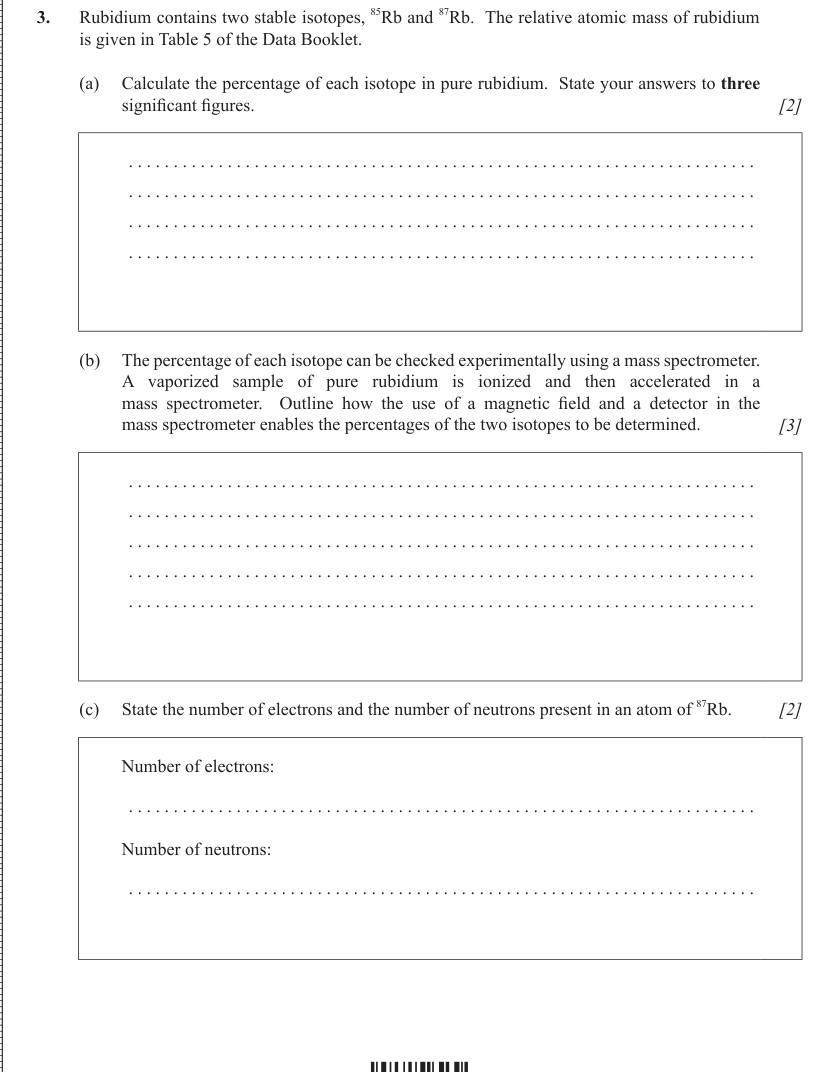 3. Rubidium contains two stable isotopes, ⁸⁵Rb and ⁸⁷Rb. The relative atomic mass of rubidium
is given in Table 5 of the Data Booklet.
(a) Calculate the percentage of each isotope in pure rubidium. State your answers to three
significant figures. [2]
(b) The percentage of each isotope can be checked experimentally using a mass spectrometer.
A vaporized sample of pure rubidium is ionized and then accelerated in a
mass spectrometer. Outline how the use of a magnetic field and a detector in the
mass spectrometer enables the percentages of the two isotopes to be determined. [3]
(c) State the number of electrons and the number of neutrons present in an atom of ⁸⁷Rb. [2]
Number of electrons:
Number of neutrons: